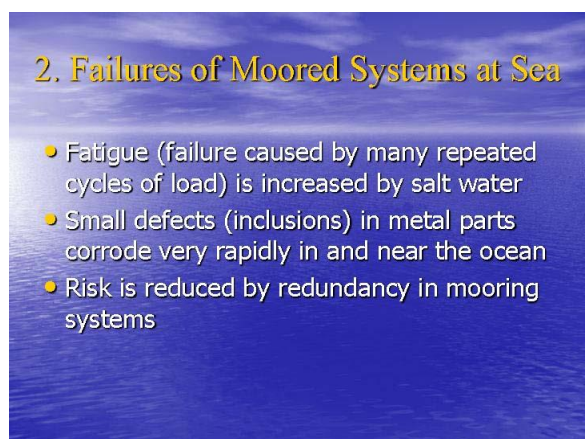 2. Failures of Moored Systems at Sea
• Fatigue (failure caused by many repeated
cycles of load) is increased by salt water
• Small defects (inclusions) in metal parts
corrode very rapidly in and near the ocean
• Risk is reduced by redundancy in mooring
systems